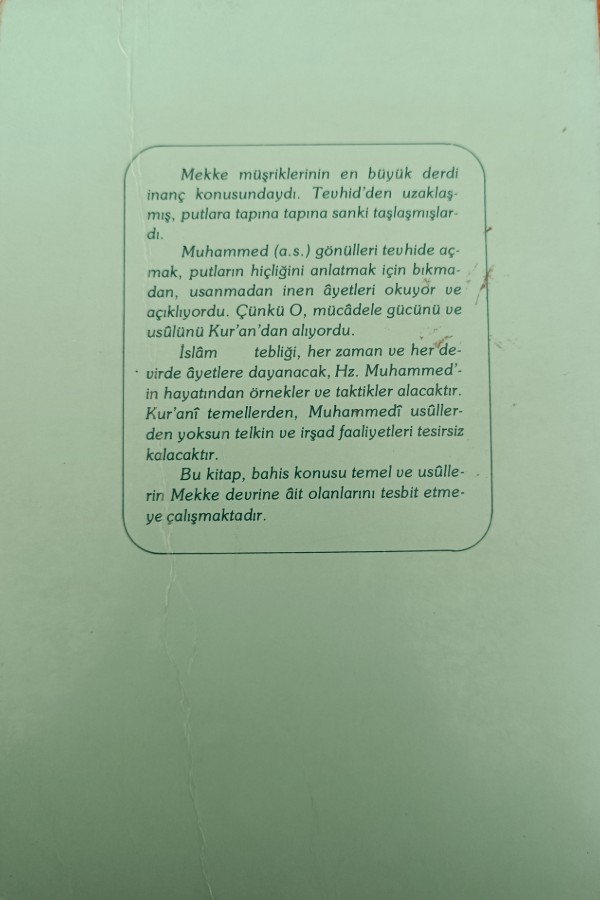 Mekke müşriklerinin en büyük derdi
inanç konusundaydı. Tevhid'den uzaklaş-
mış, putlara tapına tapına sanki taşlaşmışlar-
dı.
Muhammed (a.s.) gönülleri tevhide aç-
mak, putların hiçliğini anlatmak için bıkma-
dan, usanmadan inen âyetleri okuyor ve
açıklıyordu. Çünkü O, mücâdele gücünü ve
usûlünü Kur'an'dan alıyordu.
İslâm tebliği, her zaman ve her de-
virde âyetlere dayanacak, Hz. Muhammed'-
in hayatından örnekler ve taktikler alacaktır.
Kur'anî temellerden, Muhammedî usûller-
den yoksun telkin ve irşad faaliyetleri tesirsiz
kalacaktır.
Bu kitap, bahis konusu temel ve usûlle-
rin Mekke devrine âit olanlarını tesbit etme-
ye çalışmaktadır.